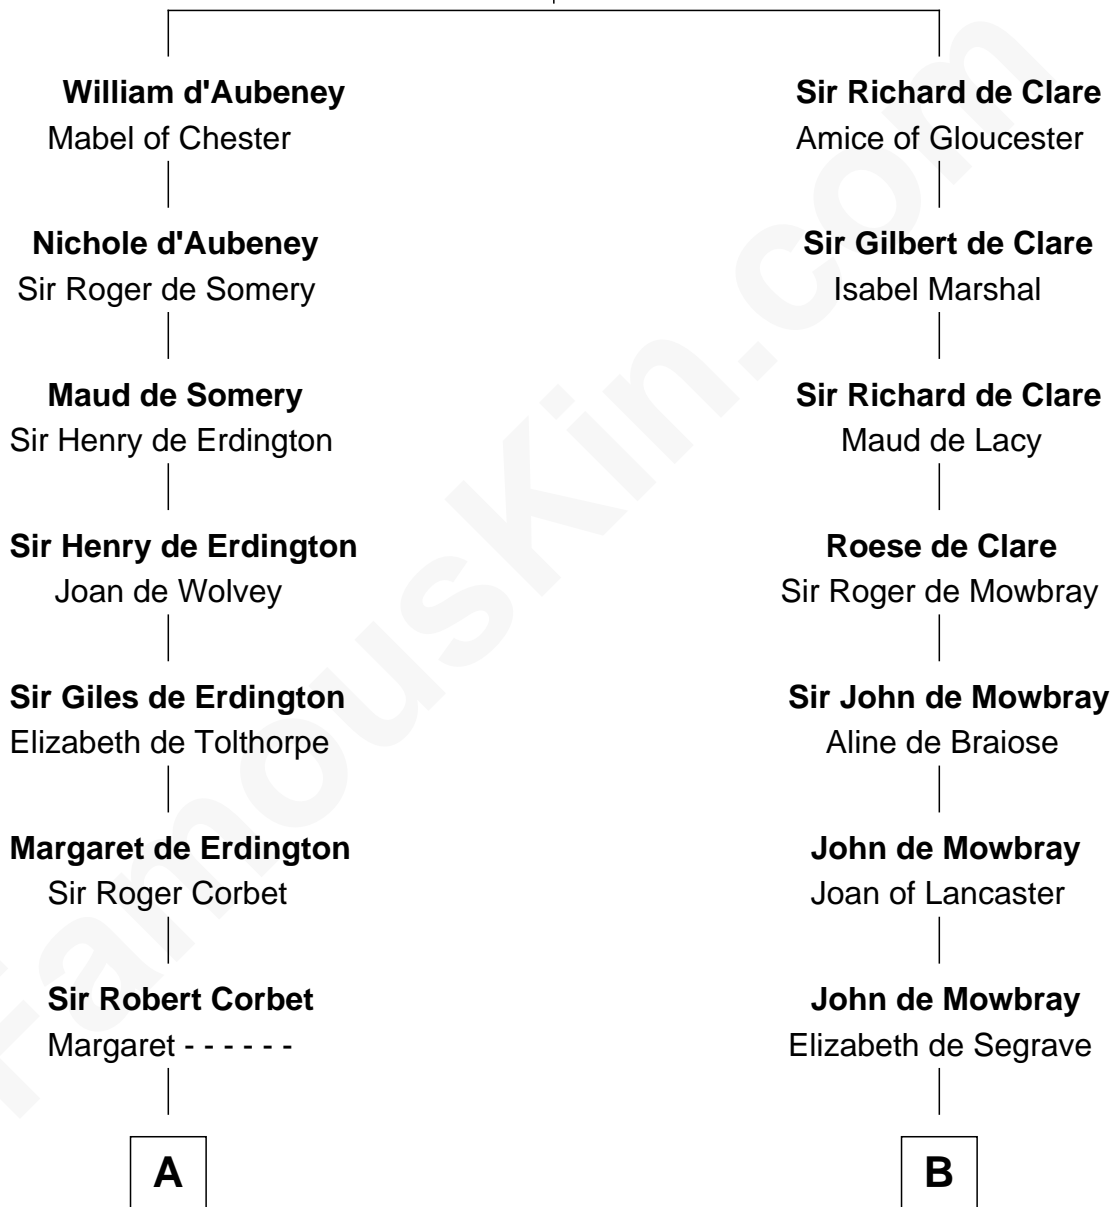 William d'Aubeney
Mabel of Chester
Nichole d'Aubeney
Sir Roger de Somery
Maud de Somery
Sir Henry de Erdington
Sir Henry de Erdington
Joan de Wolvey
Sir Giles de Erdington
Elizabeth de Tolthorpe
Margaret de Erdington
Sir Roger Corbet
Sir Robert Corbet
Margaret - - - - - -
A
Sir Richard de Clare
Amice of Gloucester
Sir Gilbert de Clare
Isabel Marshal
Sir Richard de Clare
Maud de Lacy
Roese de Clare
Sir Roger de Mowbray
Sir John de Mowbray
Aline de Braiose
John de Mowbray
Joan of Lancaster
John de Mowbray
Elizabeth de Segrave
B
FamousKin.com